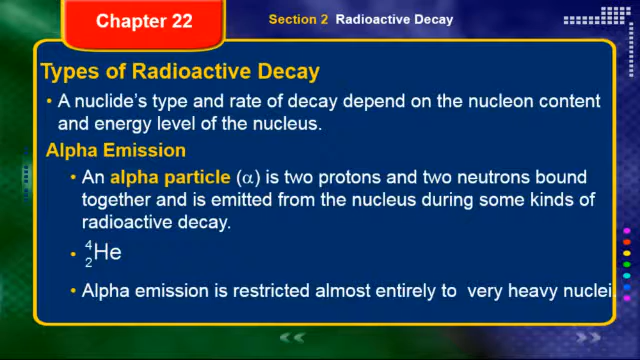 Chapter 22
Section 2 Radioactive Decay
Types of Radioactive Decay
• A nuclide's type and rate of decay depend on the nucleon content
and energy level of the nucleus.
Alpha Emission
• An alpha particle (α) is two protons and two neutrons bound
together and is emitted from the nucleus during some kinds of
radioactive decay.
• ⁴₂He
• Alpha emission is restricted almost entirely to very heavy nuclei